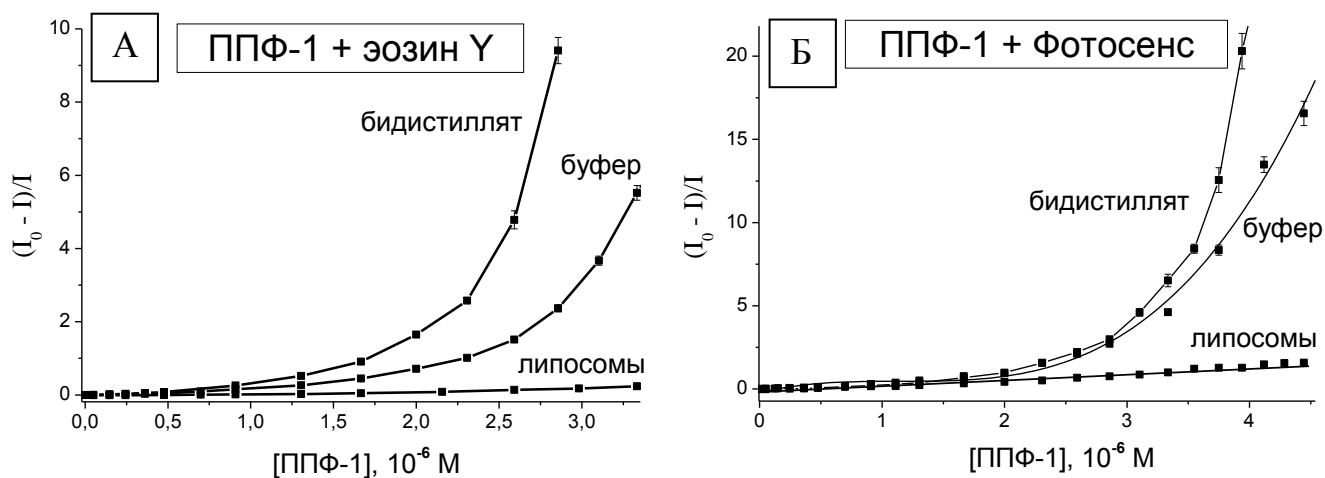 А
ППФ-1 + эозин Y
(I₀ - I)/I
10
8
6
4
2
0
бидистиллят
буфер
липосомы
0,0 0,5 1,0 1,5 2,0 2,5 3,0
[ППФ-1], 10⁻⁶ М
Б
ППФ-1 + Фотосенс
(I₀ - I)/I
20
15
10
5
0
бидистиллят
буфер
липосомы
0 1 2 3 4
[ППФ-1], 10⁻⁶ М